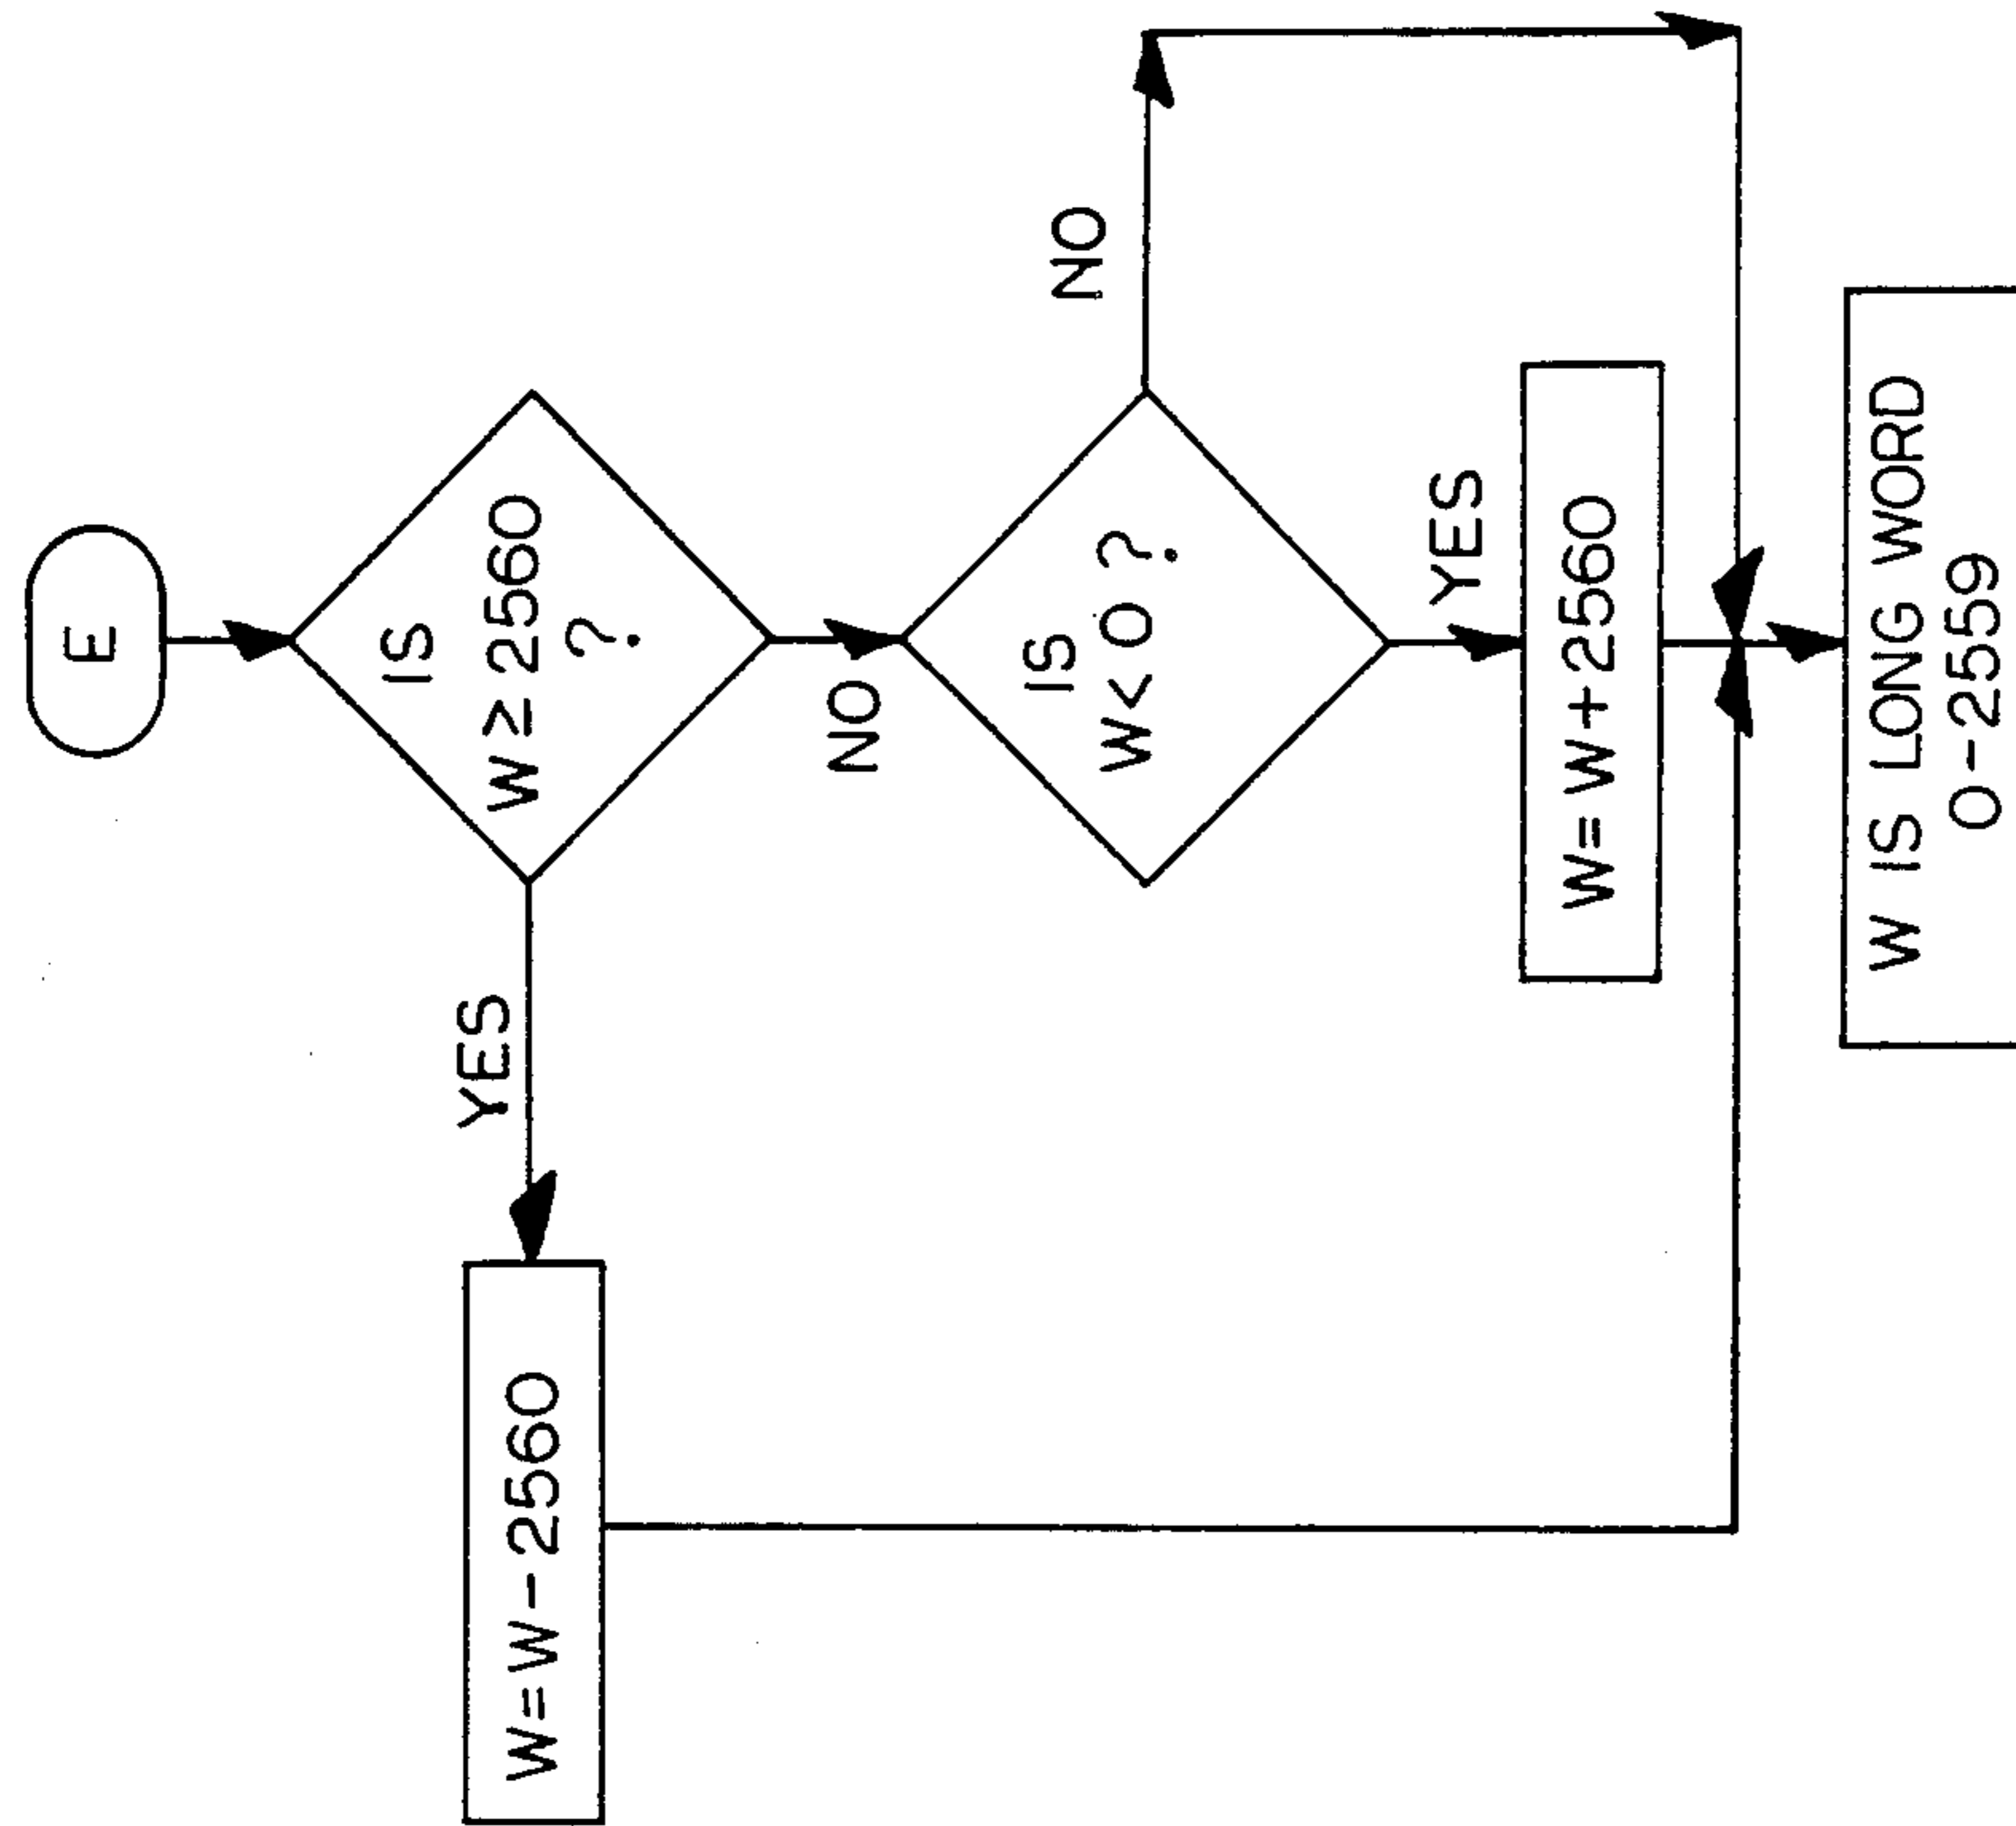 E
IS
W ≥ 2560
?
YES
W=W-2560
NO
IS
W < 0 ?
NO
YES
W=W+2560
W IS LONG WORD
0-2559